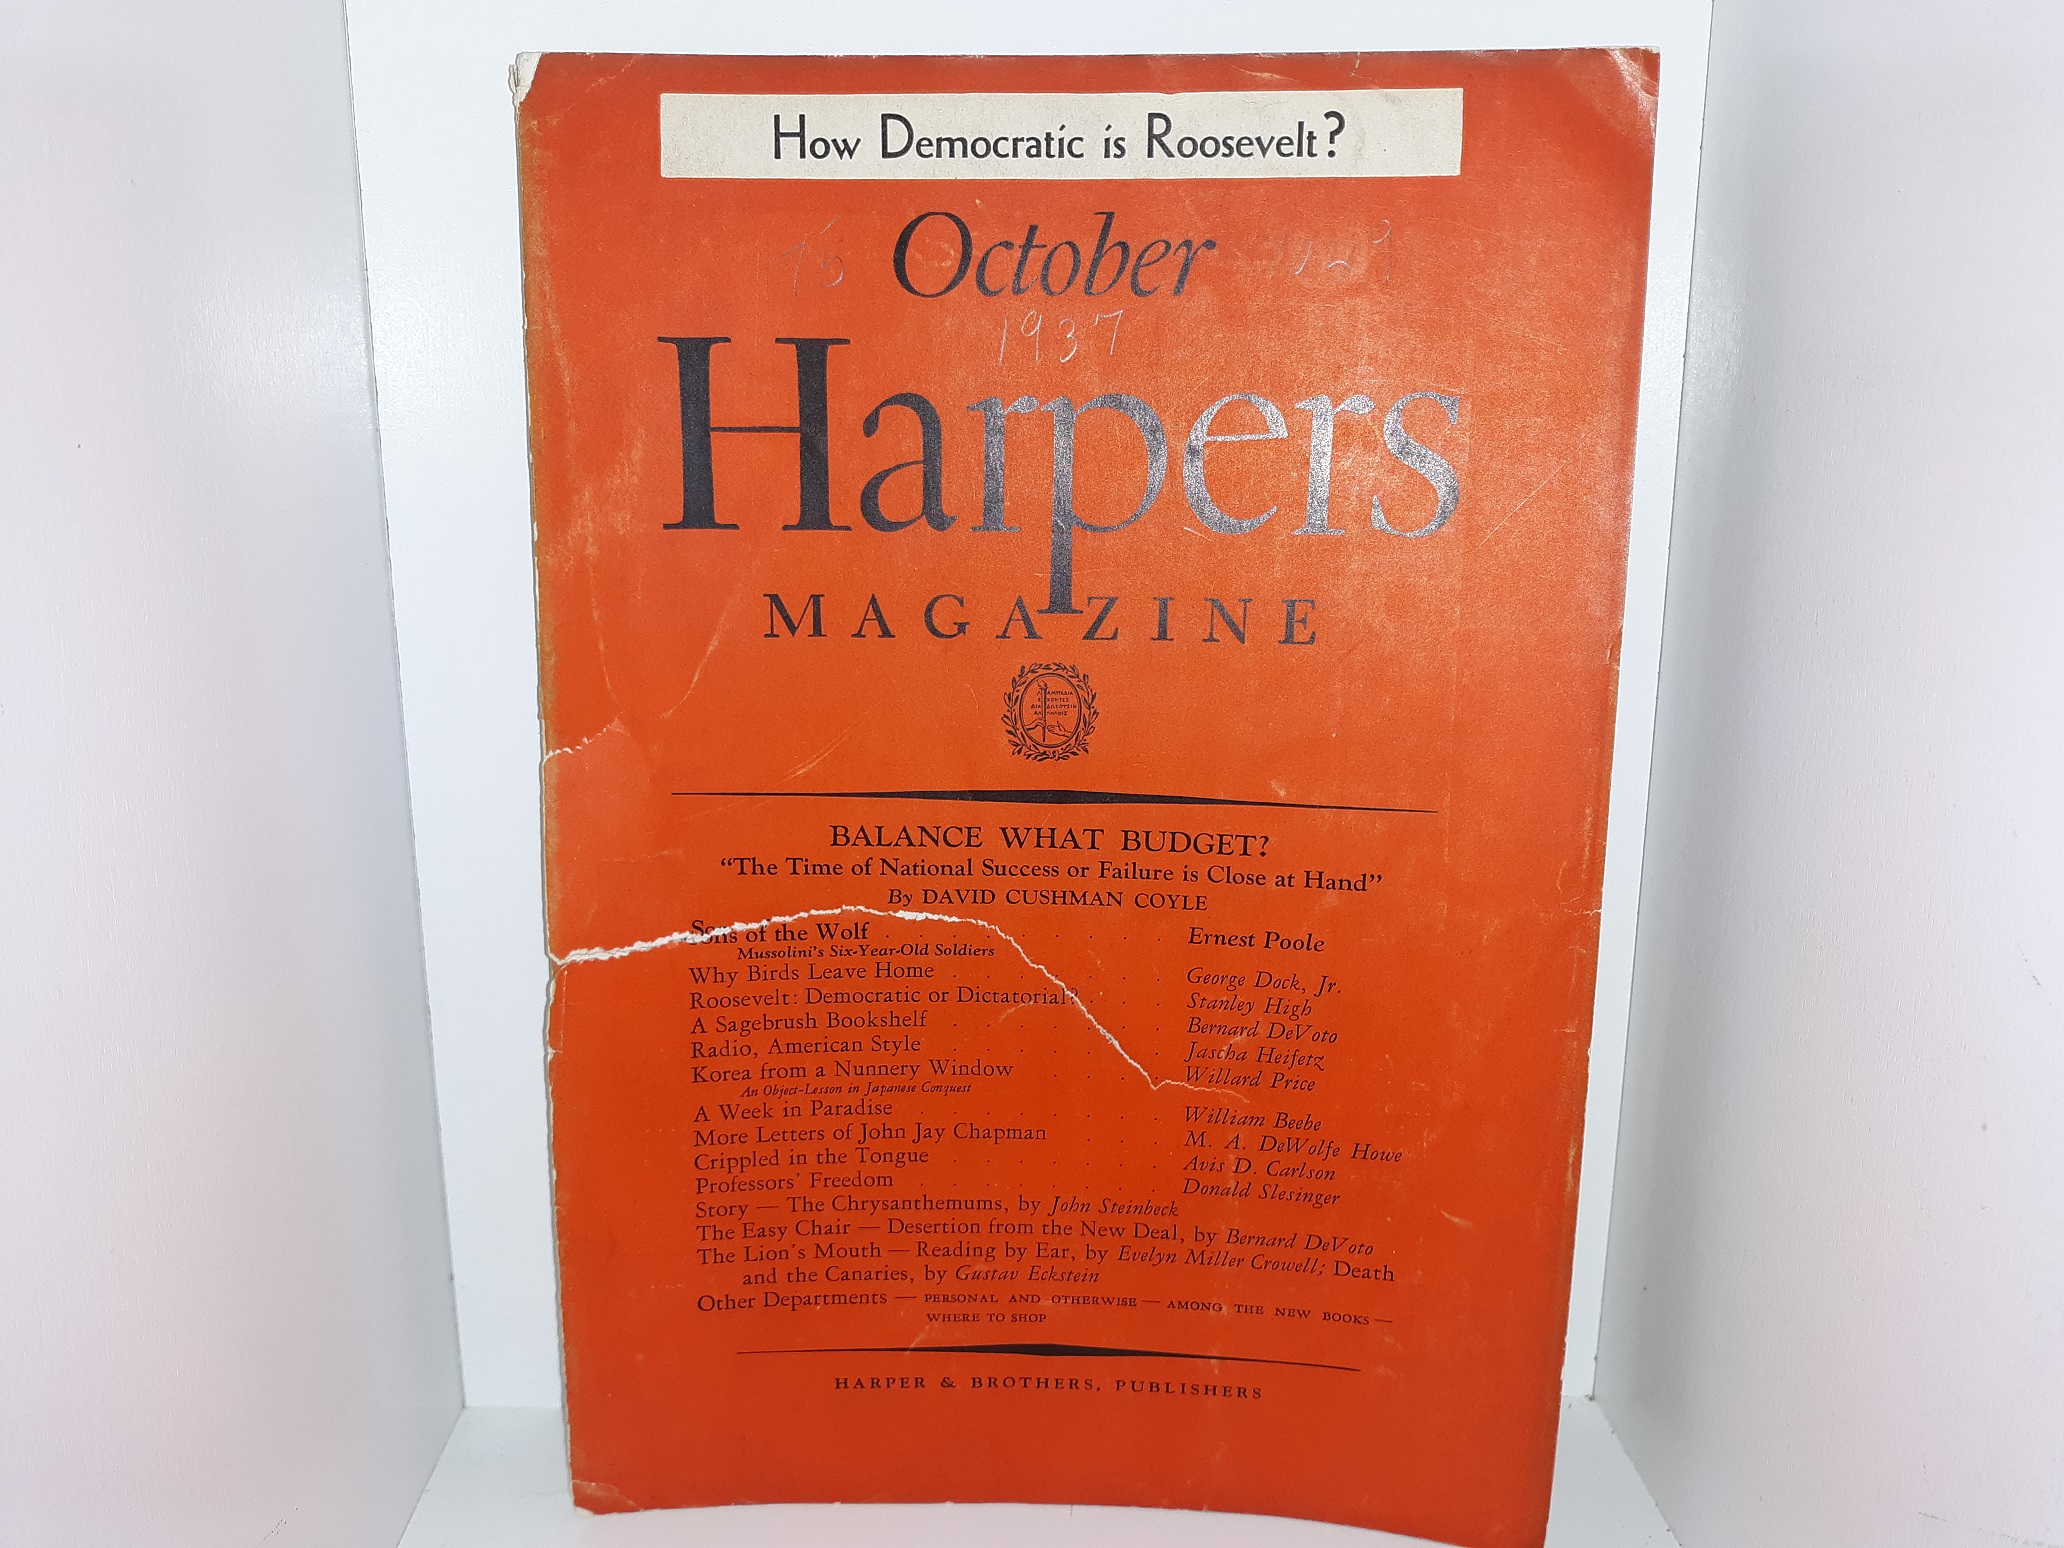 How Democratic is Roosevelt?
October
1937
Harpers
MAGAZINE
BALANCE WHAT BUDGET?
“The Time of National Success or Failure is Close at Hand”
By DAVID CUSHMAN COYLE
Sons of the Wolf . . . . . . . . Ernest Poole
Mussolini's Six-Year-Old Soldiers
Why Birds Leave Home . . . . . . George Dock, Jr.
Roosevelt: Democratic or Dictatorial? . . . Stanley High
A Sagebrush Bookshelf . . . . . . Bernard DeVoto
Radio, American Style . . . . . . Jascha Heifetz
Korea from a Nunnery Window . . . . Willard Price
An Object-Lesson in Japanese Conquest
A Week in Paradise . . . . . . . William Beebe
More Letters of John Jay Chapman . . . M. A. DeWolfe Howe
Crippled in the Tongue . . . . . . Avis D. Carlson
Professors' Freedom . . . . . . . Donald Slesinger
Story — The Chrysanthemums, by John Steinbeck
The Easy Chair — Desertion from the New Deal, by Bernard DeVoto
The Lion's Mouth — Reading by Ear, by Evelyn Miller Crowell; Death
and the Canaries, by Gustav Eckstein
Other Departments — PERSONAL AND OTHERWISE — AMONG THE NEW BOOKS —
WHERE TO SHOP
HARPER & BROTHERS, PUBLISHERS